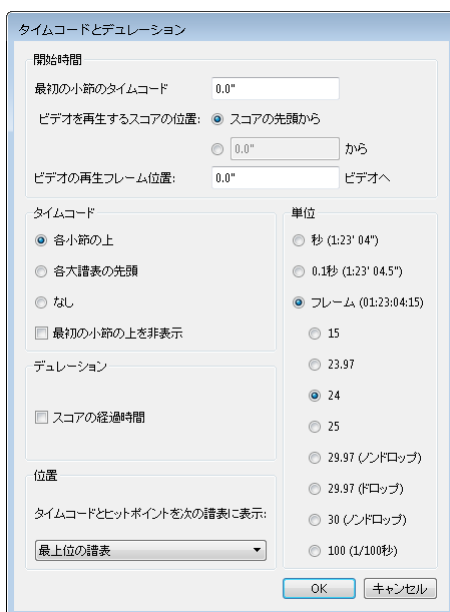 タイムコードとデュレーション
開始時間
最初の小節のタイムコード 0.0"
ビデオを再生するスコアの位置: スコアの先頭から
0.0" から
ビデオの再生フレーム位置: 0.0" ビデオへ
タイムコード
各小節の上
各大譜表の先頭
なし
最初の小節の上を非表示
デュレーション
スコアの経過時間
位置
タイムコードとヒットポイントを次の譜表に表示:
最上位の譜表
単位
秒 (1:23' 04")
0.1秒 (1:23' 04.5")
フレーム (01:23:04:15)
15
23.97
24
25
29.97 (ノンドロップ)
29.97 (ドロップ)
30 (ノンドロップ)
100 (1/100秒)
OK キャンセル